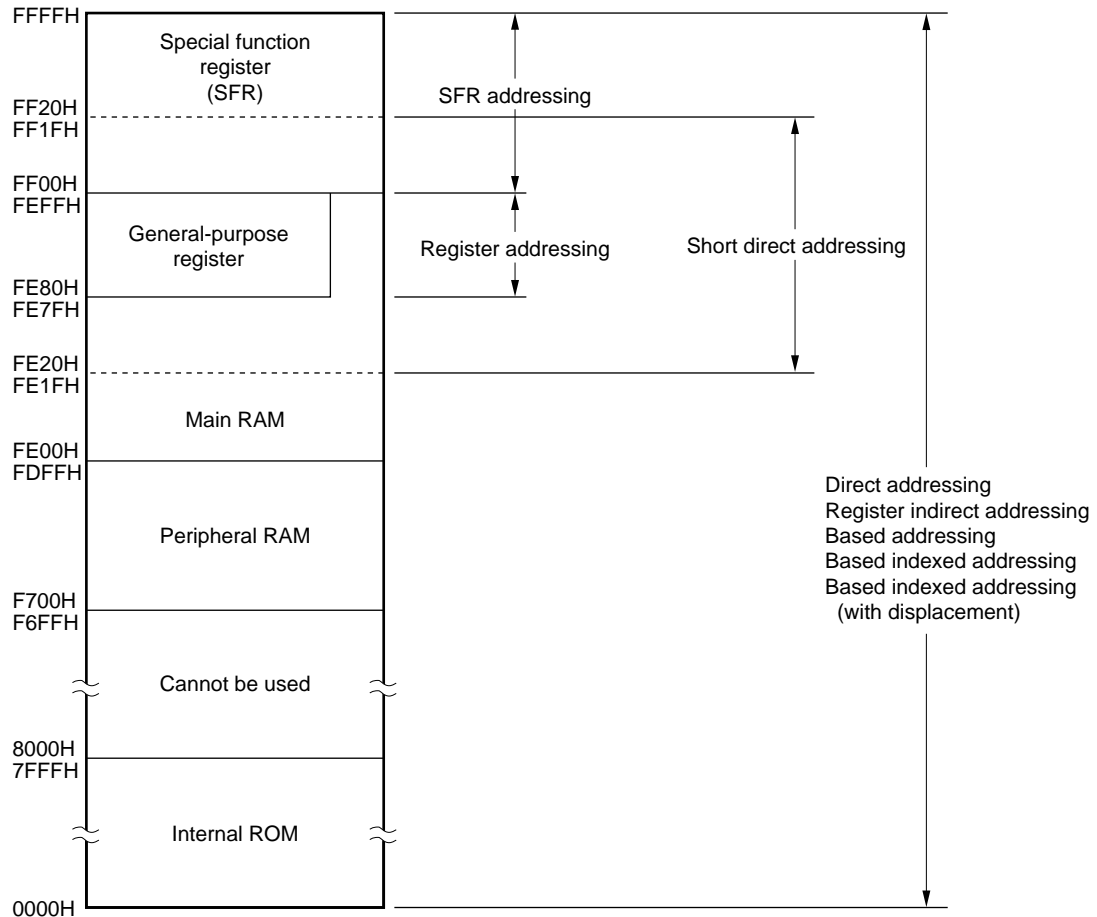 FFFFH
Special function
register
(SFR)
SFR addressing
FF20H
FF1FH
FF00H
FEFFH
General-purpose
register
Register addressing
Short direct addressing
FE80H
FE7FH
FE20H
FE1FH
Main RAM
FE00H
FDFFH
Direct addressing
Register indirect addressing
Based addressing
Based indexed addressing
Based indexed addressing
(with displacement)
Peripheral RAM
F700H
F6FFH
Cannot be used
8000H
7FFFH
Internal ROM
0000H